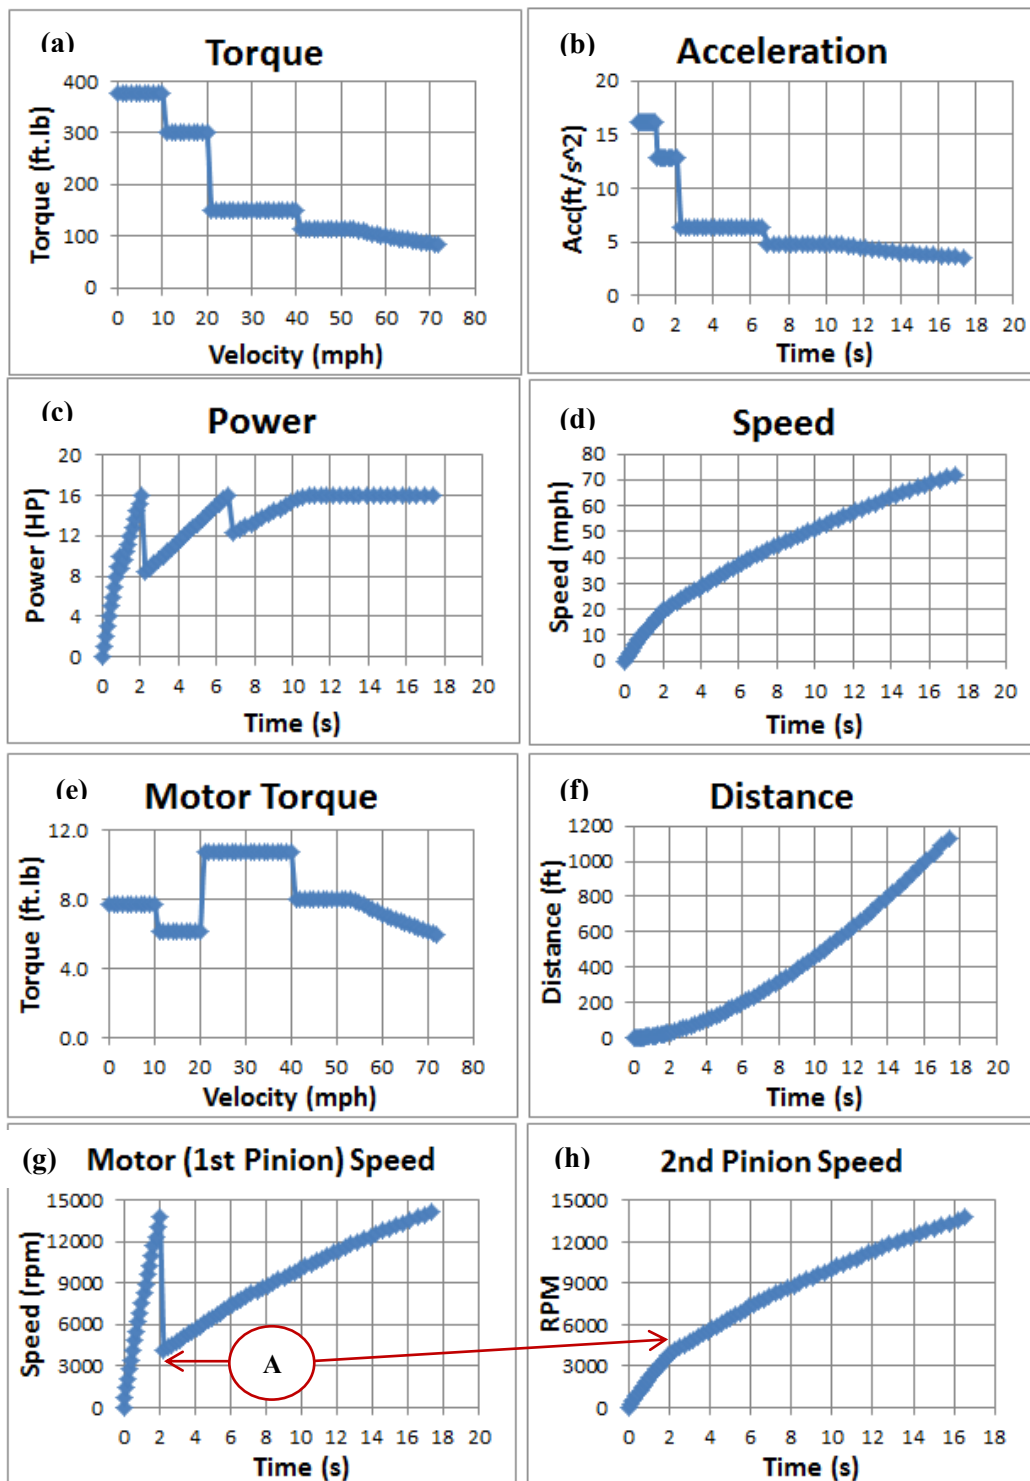 (a)
Torque
Torque (ft.lb)
400
300
200
100
0
0 10 20 30 40 50 60 70 80
Velocity (mph)
(b)
Acceleration
Acc(ft/s^2)
20
15
10
5
0
0 2 4 6 8 10 12 14 16 18 20
Time (s)
(c)
Power
Power (HP)
20
16
12
8
4
0
0 2 4 6 8 10 12 14 16 18 20
Time (s)
(d)
Speed
Speed (mph)
80
70
60
50
40
30
20
10
0
0 2 4 6 8 10 12 14 16 18 20
Time (s)
(e)
Motor Torque
Torque (ft.lb)
12.0
8.0
4.0
0.0
0 10 20 30 40 50 60 70 80
Velocity (mph)
(f)
Distance
Distance (ft)
1200
1000
800
600
400
200
0
0 2 4 6 8 10 12 14 16 18 20
Time (s)
(g)
Motor (1st Pinion) Speed
Speed (rpm)
15000
12000
9000
6000
3000
0
0 2 4 6 8 10 12 14 16 18 20
Time (s)
A
(h)
2nd Pinion Speed
RPM
15000
12000
9000
6000
3000
0
0 2 4 6 8 10 12 14 16 18
Time (s)